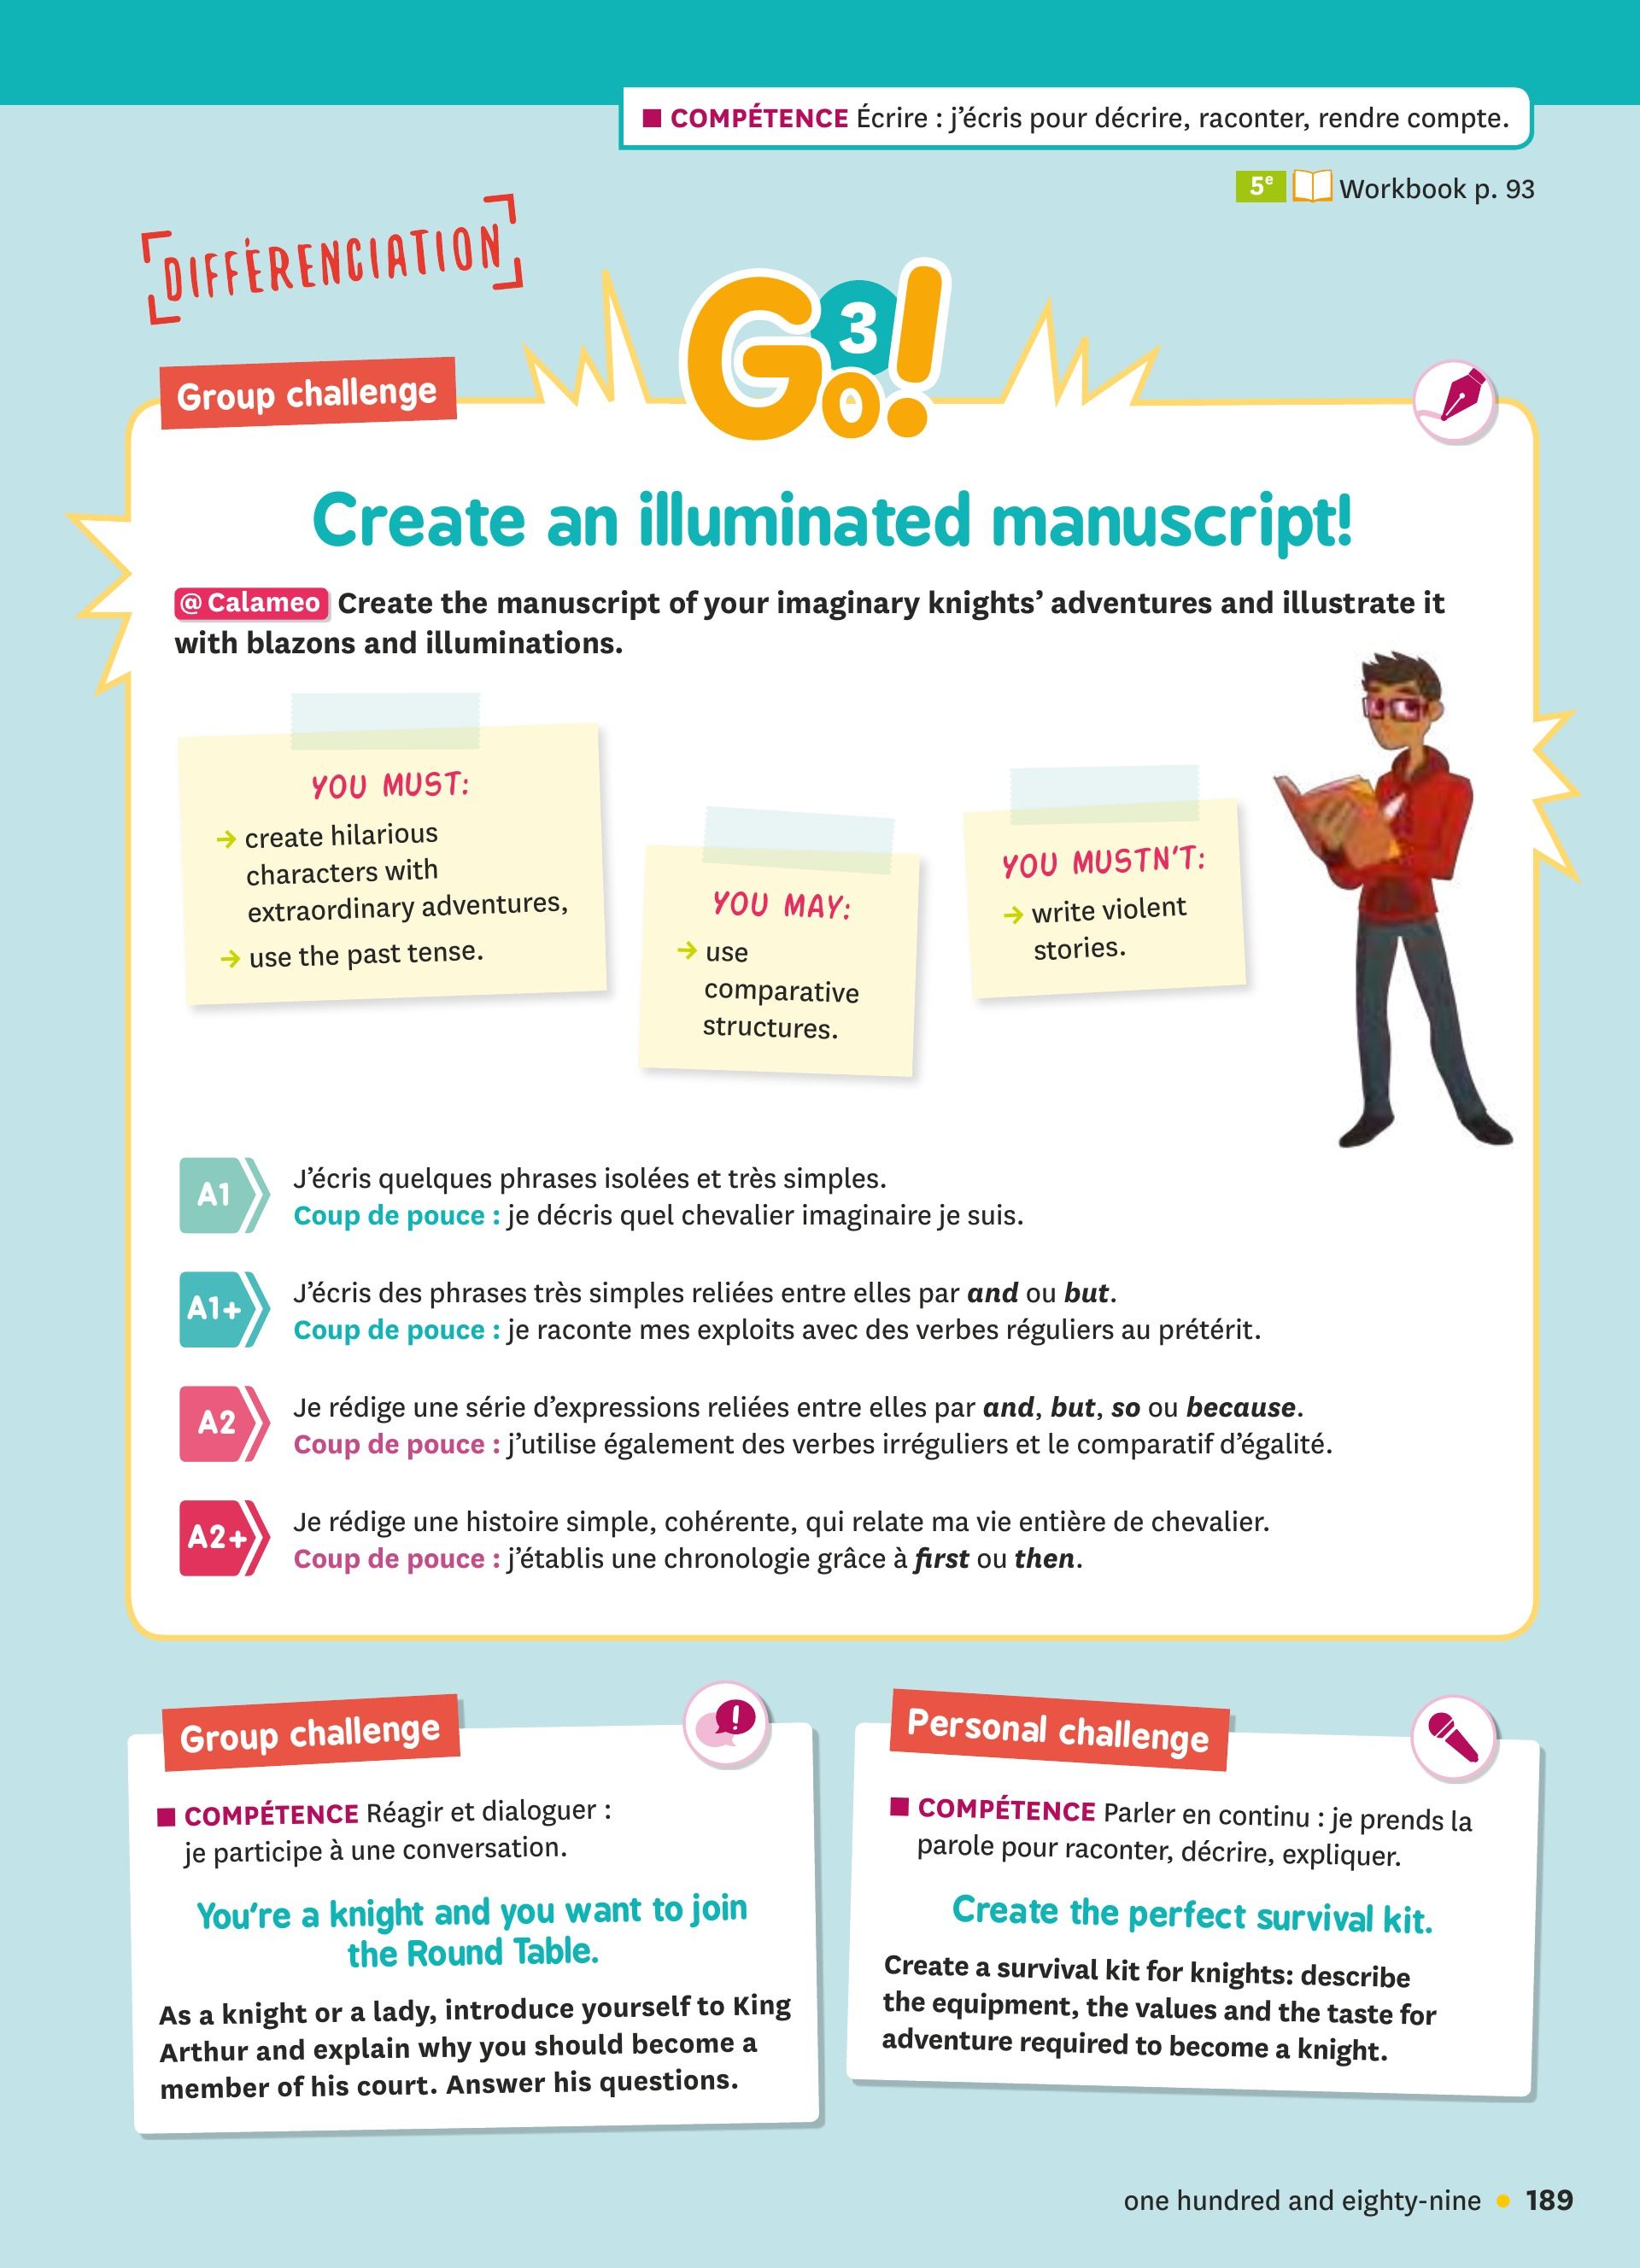 ■ COMPÉTENCE Écrire : j'écris pour décrire, raconter, rendre compte.
5e Workbook p. 93
DIFFÉRENCIATION
Go! 3
Group challenge
Create an illuminated manuscript!
@ Calameo Create the manuscript of your imaginary knights' adventures and illustrate it
with blazons and illuminations.
YOU MUST:
→ create hilarious
characters with
extraordinary adventures,
→ use the past tense.
YOU MAY:
→ use
comparative
structures.
YOU MUSTN'T:
→ write violent
stories.
A1
J'écris quelques phrases isolées et très simples.
Coup de pouce : je décris quel chevalier imaginaire je suis.
A1+
J'écris des phrases très simples reliées entre elles par and ou but.
Coup de pouce : je raconte mes exploits avec des verbes réguliers au prétérit.
A2
Je rédige une série d'expressions reliées entre elles par and, but, so ou because.
Coup de pouce : j'utilise également des verbes irréguliers et le comparatif d'égalité.
A2+
Je rédige une histoire simple, cohérente, qui relate ma vie entière de chevalier.
Coup de pouce : j'établis une chronologie grâce à first ou then.
Group challenge
■ COMPÉTENCE Réagir et dialoguer :
je participe à une conversation.
You're a knight and you want to join
the Round Table.
As a knight or a lady, introduce yourself to King
Arthur and explain why you should become a
member of his court. Answer his questions.
Personal challenge
■ COMPÉTENCE Parler en continu : je prends la
parole pour raconter, décrire, expliquer.
Create the perfect survival kit.
Create a survival kit for knights: describe
the equipment, the values and the taste for
adventure required to become a knight.
one hundred and eighty-nine • 189